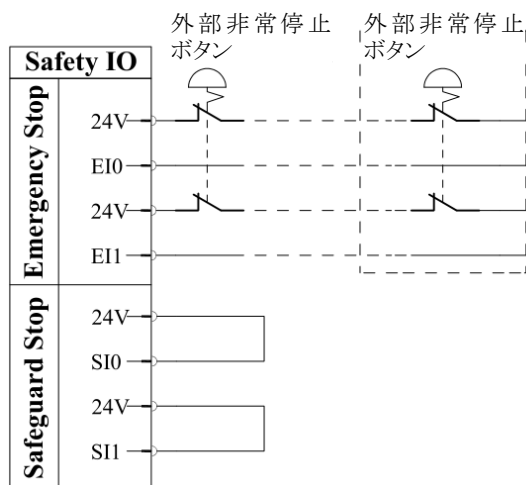 外部非常停止
ボタン
外部非常停止
ボタン
Safety IO
Emergency Stop
24V
EI0
24V
EI1
Safeguard Stop
24V
SI0
24V
SI1